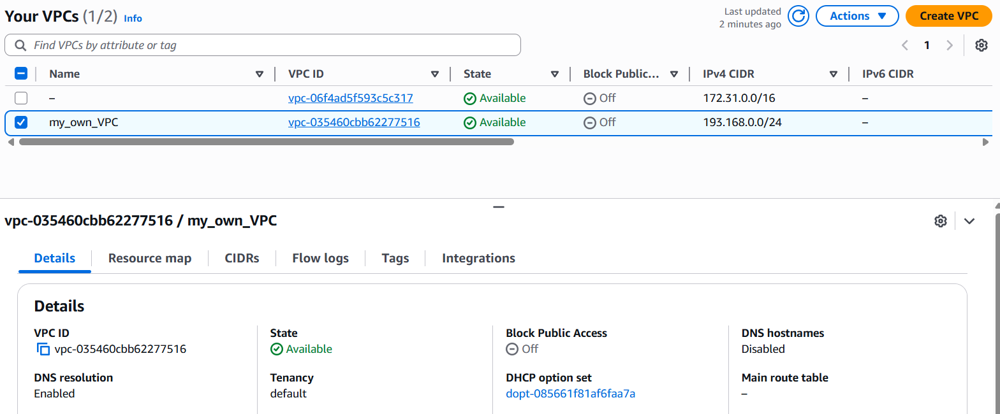 Your VPCs (1/2) Info
Last updated
2 minutes ago
Actions
Create VPC
Find VPCs by attribute or tag
1
Name VPC ID State Block Public... IPv4 CIDR IPv6 CIDR
– vpc-06f4ad5f593c5c317 Available Off 172.31.0.0/16 –
my_own_VPC vpc-035460cbb62277516 Available Off 193.168.0.0/24 –
vpc-035460cbb62277516 / my_own_VPC
Details Resource map CIDRs Flow logs Tags Integrations
Details
VPC ID State Block Public Access DNS hostnames
vpc-035460cbb62277516 Available Off Disabled
DNS resolution Tenancy DHCP option set Main route table
Enabled default dopt-085661f81af6faa7a –